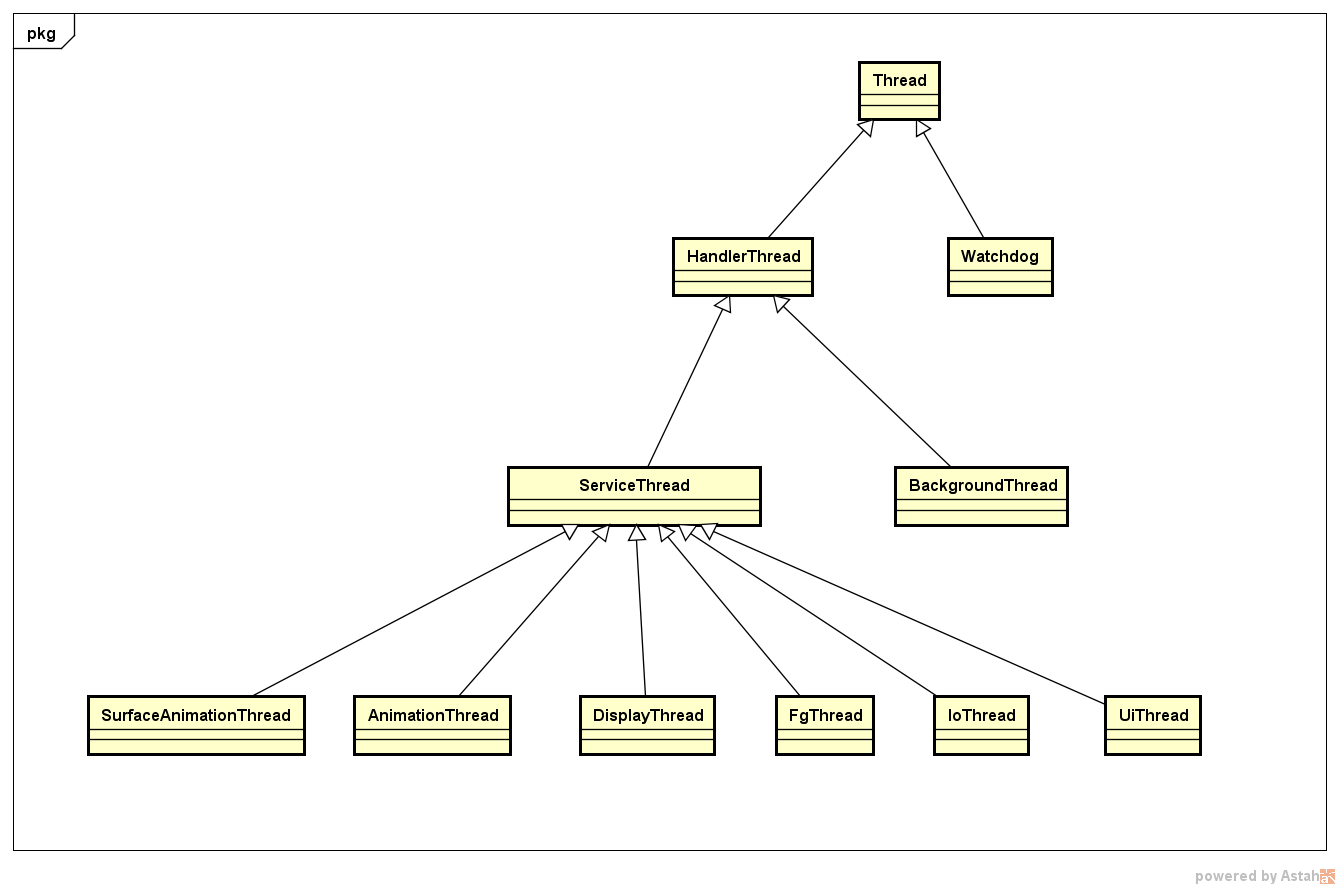 pkg
Thread
HandlerThread
Watchdog
ServiceThread
BackgroundThread
SurfaceAnimationThread
AnimationThread
DisplayThread
FgThread
IoThread
UiThread
powered by Astah